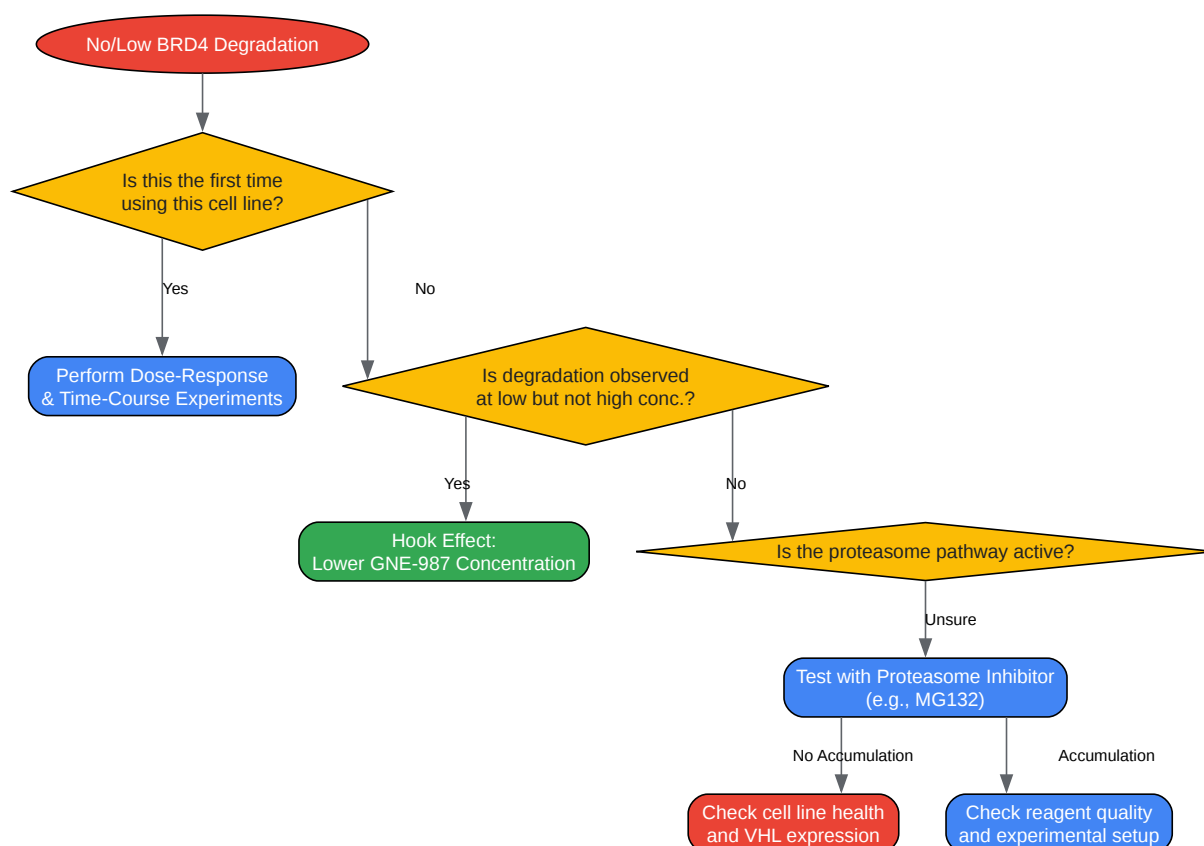 No/Low BRD4 Degradation
Is this the first time
using this cell line?
Yes
No
Perform Dose-Response
& Time-Course Experiments
Is degradation observed
at low but not high conc.?
Yes
No
Hook Effect:
Lower GNE-987 Concentration
Is the proteasome pathway active?
Unsure
Test with Proteasome Inhibitor
(e.g., MG132)
No Accumulation
Accumulation
Check cell line health
and VHL expression
Check reagent quality
and experimental setup